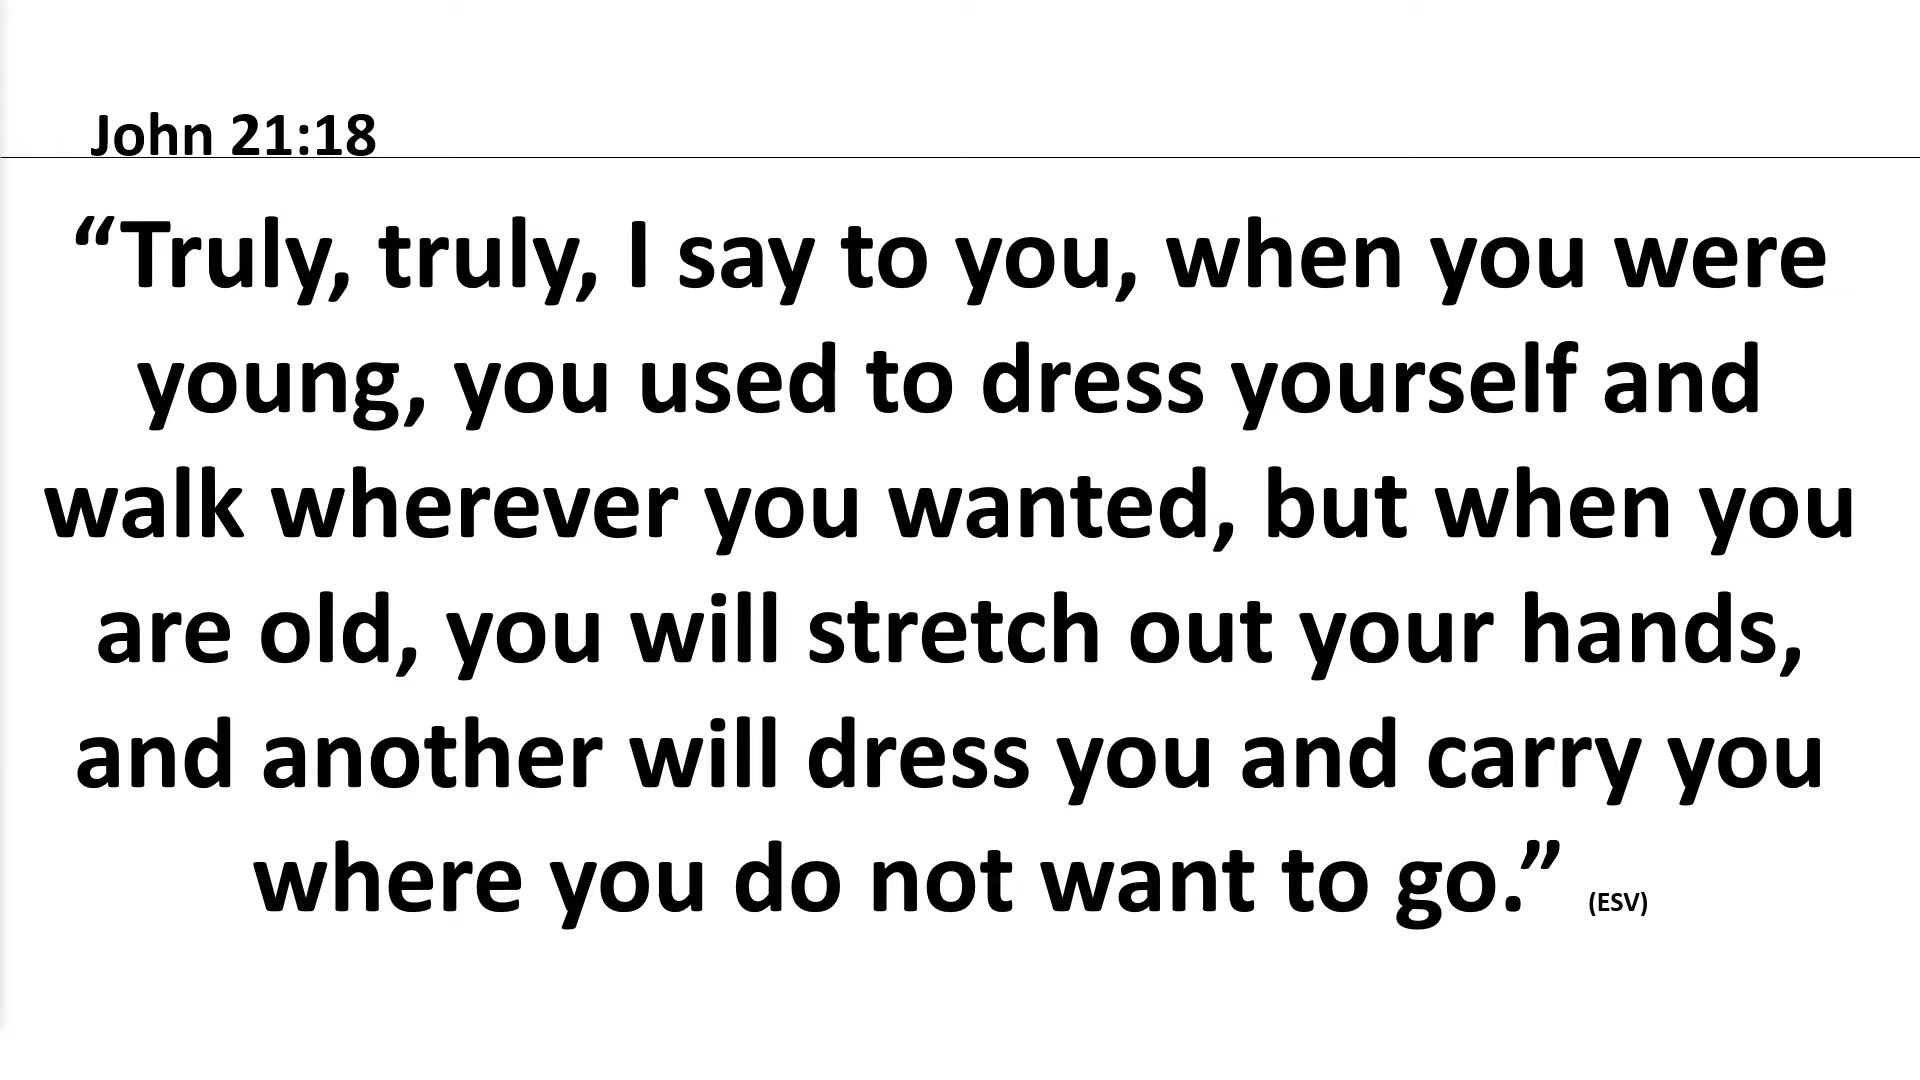 John 21:18
“Truly, truly, I say to you, when you were
young, you used to dress yourself and
walk wherever you wanted, but when you
are old, you will stretch out your hands,
and another will dress you and carry you
where you do not want to go.” (ESV)